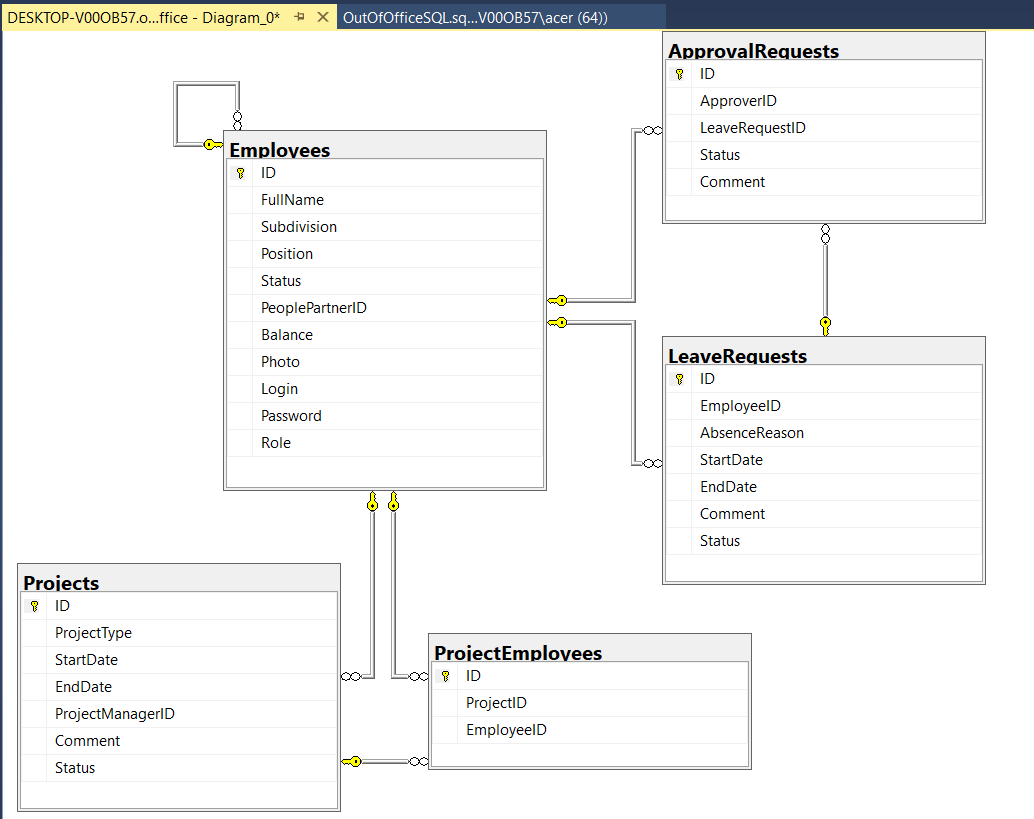 DESKTOP-V00OB57.o...ffice - Diagram_0*
OutOfOfficeSQL.sq...V00OB57\acer (64))
ApprovalRequests
ID
ApproverID
LeaveRequestID
Status
Comment
Employees
ID
FullName
Subdivision
Position
Status
PeoplePartnerID
Balance
Photo
Login
Password
Role
LeaveRequests
ID
EmployeeID
AbsenceReason
StartDate
EndDate
Comment
Status
Projects
ID
ProjectType
StartDate
EndDate
ProjectManagerID
Comment
Status
ProjectEmployees
ID
ProjectID
EmployeeID